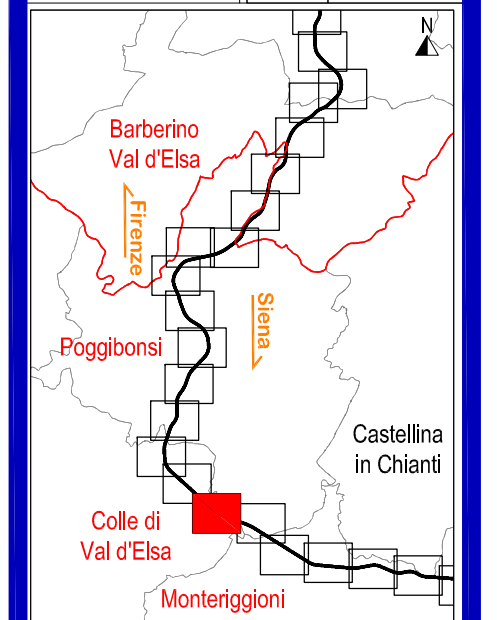 N
Barberino
Val d'Elsa
Firenze
Siena
Poggibonsi
Castellina
in Chianti
Colle di
Val d'Elsa
Monteriggioni